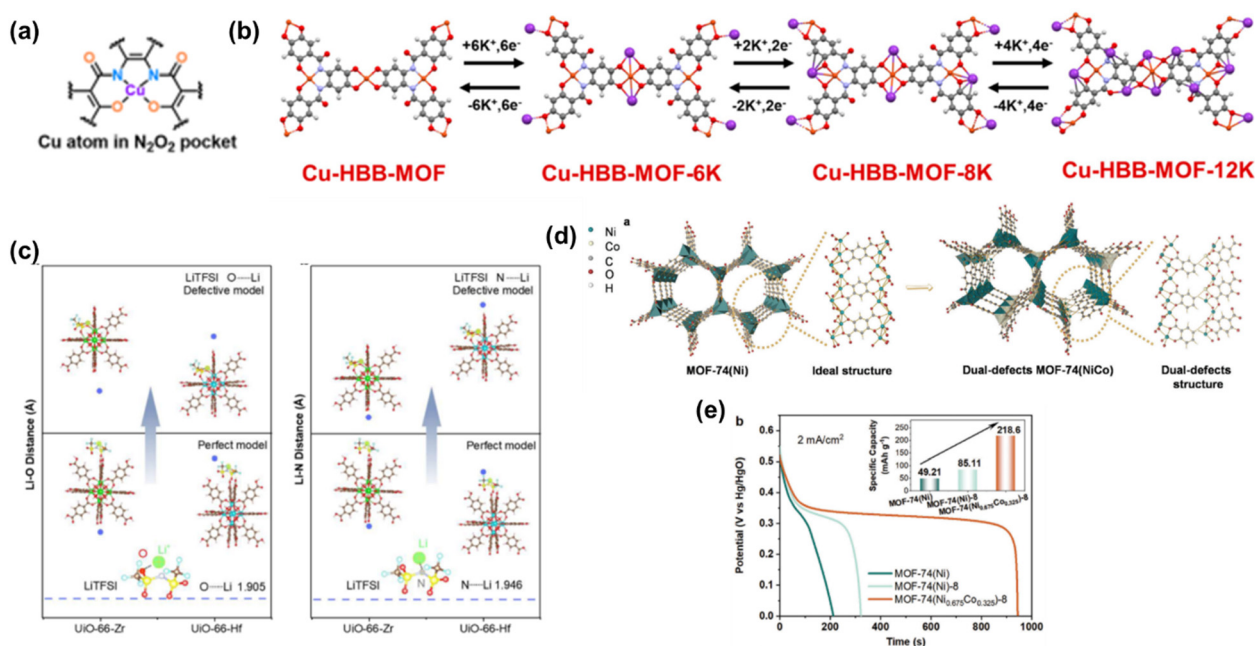 (a)
O
O
N
N
Cu
O
O
Cu atom in N₂O₂ pocket
(b)
+6K⁺,6e⁻
-6K⁺,6e⁻
+2K⁺,2e⁻
-2K⁺,2e⁻
+4K⁺,4e⁻
-4K⁺,4e⁻
Cu-HBB-MOF
Cu-HBB-MOF-6K
Cu-HBB-MOF-8K
Cu-HBB-MOF-12K
(c)
Li-O Distance (Å)
LiTFSI O┄┄Li
Defective model
Perfect model
O
Li⁺
LiTFSI
O┄┄Li 1.905
UiO-66-Zr
UiO-66-Hf
Li-N Distance (Å)
LiTFSI N┄┄Li
Defective model
Perfect model
Li
N
LiTFSI
N┄┄Li 1.946
UiO-66-Zr
UiO-66-Hf
(d)
a
Ni
Co
C
O
H
MOF-74(Ni)
Ideal structure
Dual-defects MOF-74(NiCo)
Dual-defects
structure
(e)
b
2 mA/cm²
Potential (V vs Hg/HgO)
0.6
0.5
0.4
0.3
0.2
0.1
0.0
Specific Capacity
(mAh g⁻¹)
250
200
150
100
50
0
49.21
85.11
218.6
MOF-74(Ni)
MOF-74(Ni)-8
MOF-74(Ni₀.₆₇₅Co₀.₃₂₅)-8
MOF-74(Ni)
MOF-74(Ni)-8
MOF-74(Ni₀.₆₇₅Co₀.₃₂₅)-8
0
200
400
600
800
1000
Time (s)